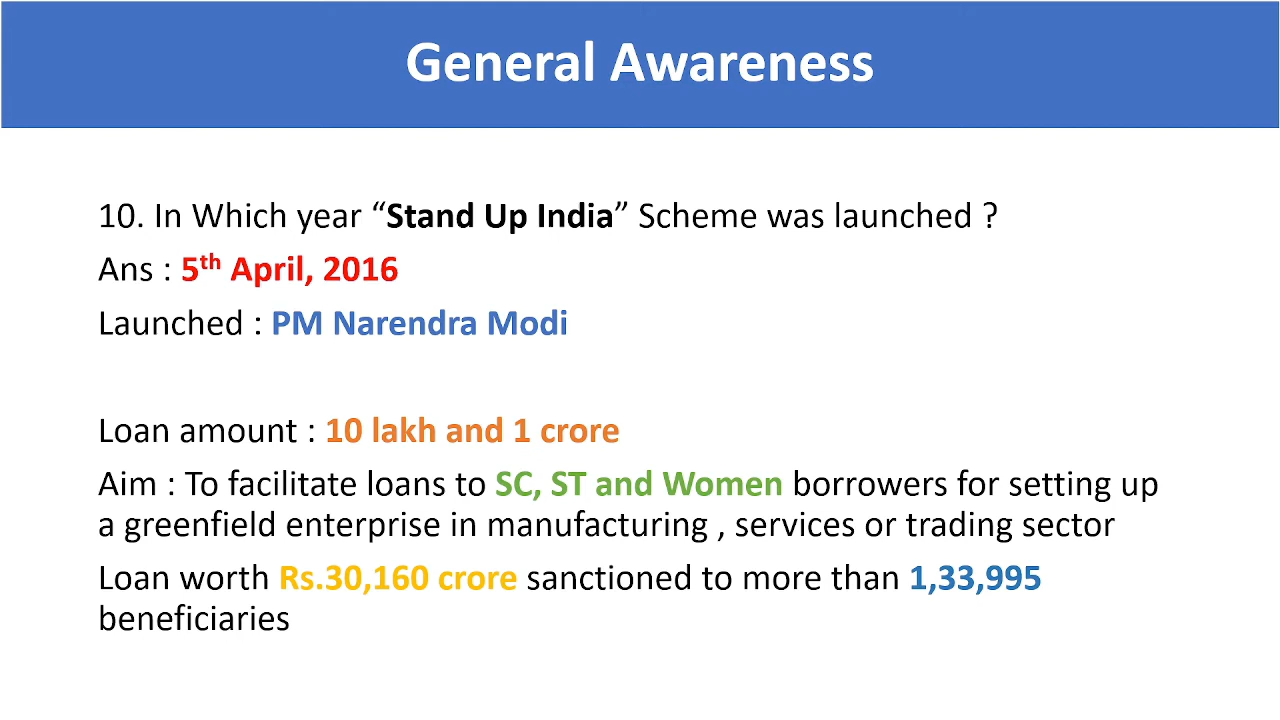 General Awareness
10. In Which year “Stand Up India” Scheme was launched ?
Ans : 5th April, 2016
Launched : PM Narendra Modi
Loan amount : 10 lakh and 1 crore
Aim : To facilitate loans to SC, ST and Women borrowers for setting up
a greenfield enterprise in manufacturing , services or trading sector
Loan worth Rs.30,160 crore sanctioned to more than 1,33,995
beneficiaries